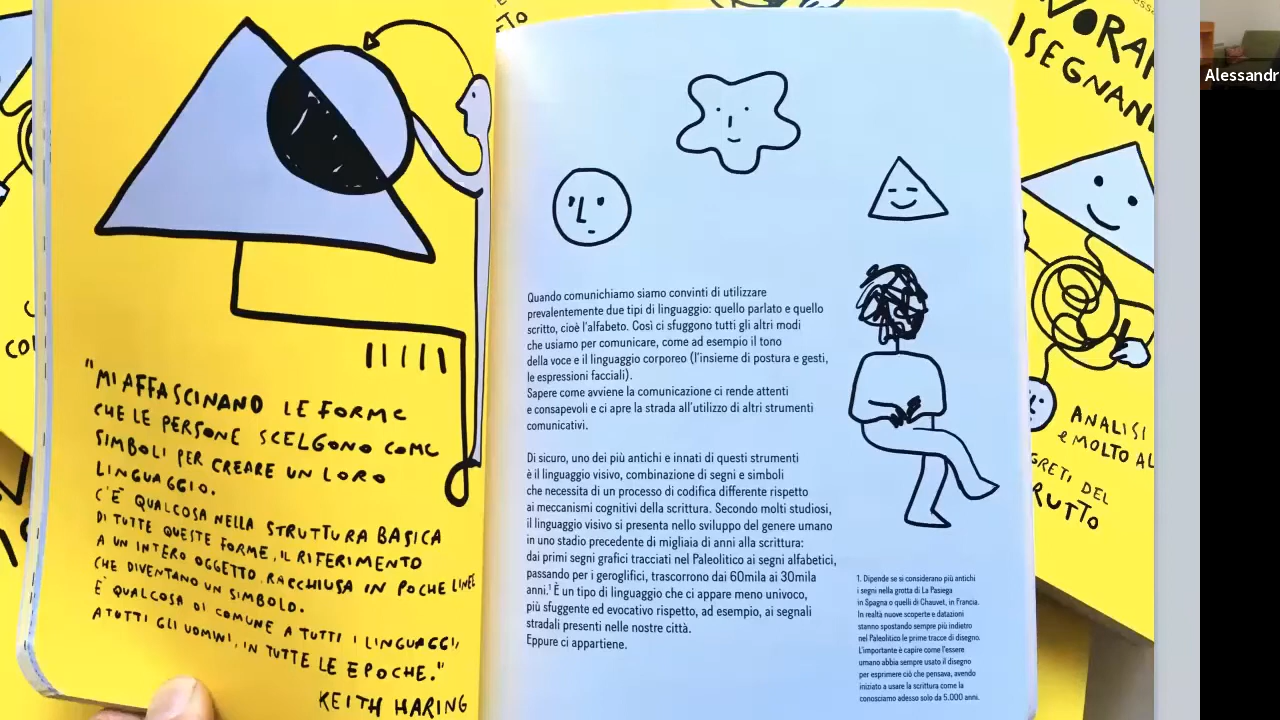 "MI AFFASCINANO LE FORME
CHE LE PERSONE SCELGONO COME
SIMBOLI PER CREARE UN LORO
LINGUAGGIO.
C'È QUALCOSA NELLA STRUTTURA BASICA
DI TUTTE QUESTE FORME, IL RIFERIMENTO
A UN INTERO OGGETTO, RACCHIUSA IN POCHE LINEE
CHE DIVENTANO UN SIMBOLO.
È QUALCOSA DI COMUNE A TUTTI I LINGUAGGI,
A TUTTI GLI UOMINI, IN TUTTE LE EPOCHE."
KEITH HARING
Quando comunichiamo siamo convinti di utilizzare
prevalentemente due tipi di linguaggio: quello parlato e quello
scritto, cioè l'alfabeto. Così ci sfuggono tutti gli altri modi
che usiamo per comunicare, come ad esempio il tono
della voce e il linguaggio corporeo (l'insieme di postura e gesti,
le espressioni facciali).
Sapere come avviene la comunicazione ci rende attenti
e consapevoli e ci apre la strada all'utilizzo di altri strumenti
comunicativi.
Di sicuro, uno dei più antichi e innati di questi strumenti
è il linguaggio visivo, combinazione di segni e simboli
che necessita di un processo di codifica differente rispetto
ai meccanismi cognitivi della scrittura. Secondo molti studiosi,
il linguaggio visivo si presenta nello sviluppo del genere umano
in uno stadio precedente di migliaia di anni alla scrittura:
dai primi segni grafici tracciati nel Paleolitico ai segni alfabetici,
passando per i geroglifici, trascorrono dai 60mila ai 30mila
anni.¹ È un tipo di linguaggio che ci appare meno univoco,
più sfuggente ed evocativo rispetto, ad esempio, ai segnali
stradali presenti nelle nostre città.
Eppure ci appartiene.
1. Dipende se si considerano più antichi
i segni nella grotta di La Pasiega
in Spagna o quelli di Chauvet, in Francia.
In realtà nuove scoperte e datazioni
stanno spostando sempre più indietro
nel Paleolitico le prime tracce di disegno.
L'importante è capire come l'essere
umano abbia sempre usato il disegno
per esprimere ciò che pensava, avendo
iniziato a usare la scrittura come la
conosciamo adesso solo da 5.000 anni.
ANALISI
e MOLTO AL
GRETI DEL
RUTTO
Alessandr